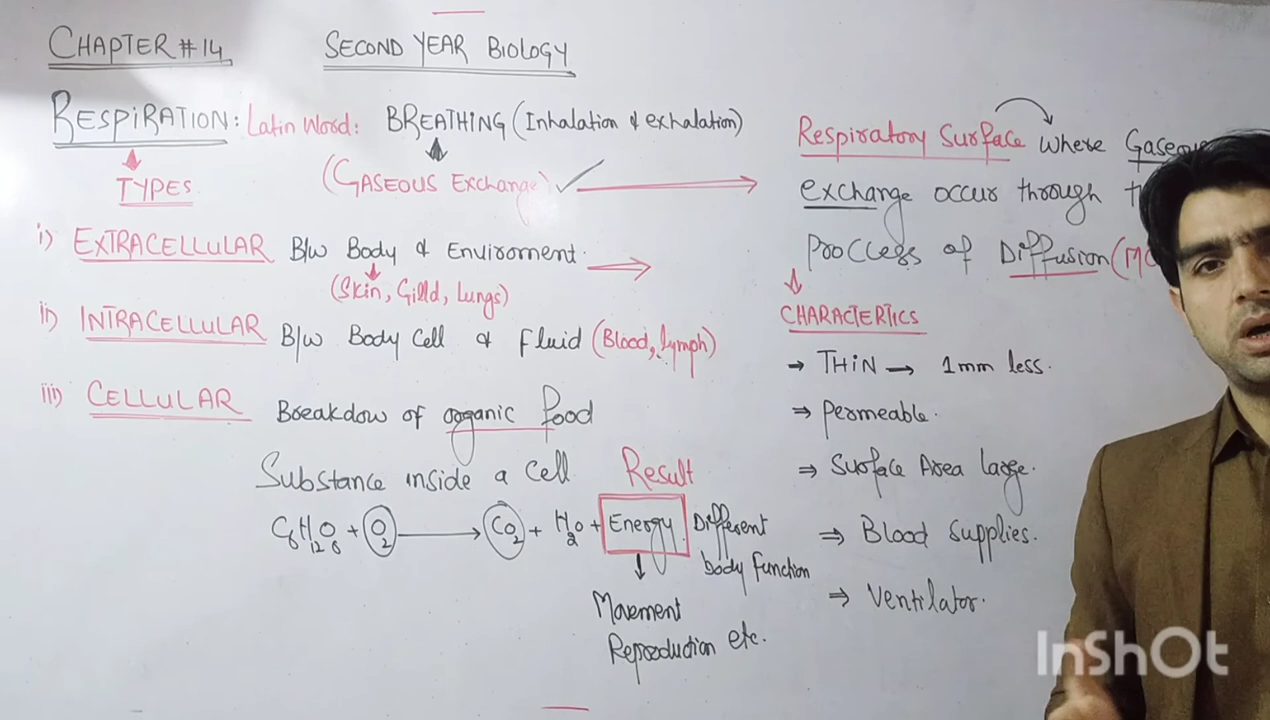 CHAPTER #14
SECOND YEAR BIOLOGY
RESPIRATION: Latin Word: BREATHING (Inhalation & exhalation)
TYPES
(GASEOUS Exchange) ✓
i) EXTRACELLULAR B/w Body & Enviroment.
(Skin, Gilld, Lungs)
ii) INTRACELLULAR B/w Body Cell & Fluid (Blood, lymph)
iii) CELLULAR Breakdow of organic food
Substance inside a cell
Result
C6H12O6 + O2 → CO2 + H2O + Energy Different
body function
↓
Movement
Reproduction etc.
Respiratory Surface where Gaseous
exchange occur through
Proccess of Diffusion
CHARACTERTICS
→ THIN → 1mm less.
⇒ Permeable.
⇒ Surface Area large.
⇒ Blood supplies.
⇒ Ventilator.
InShOt